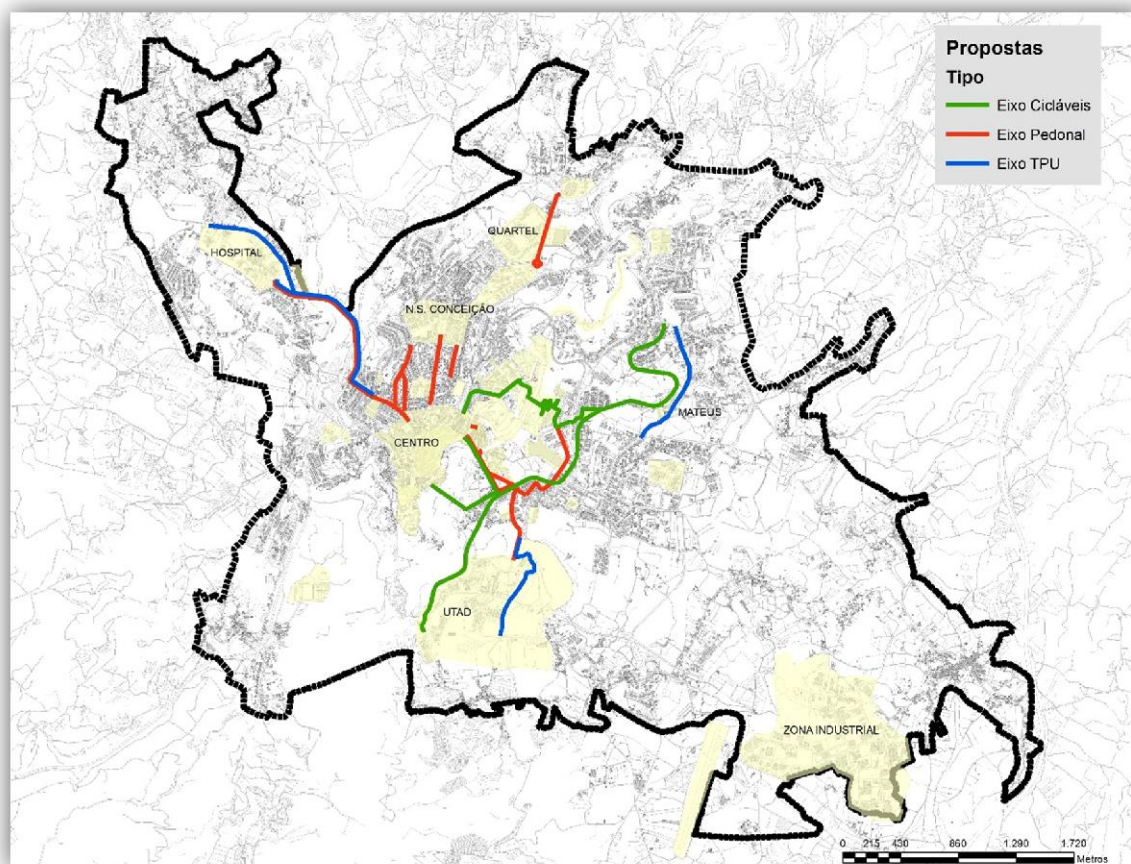 Propostas
Tipo
Eixo Cicláveis
Eixo Pedonal
Eixo TPU
QUARTEL
HOSPITAL
N.S. CONCEIÇÃO
MATEUS
CENTRO
UTAD
ZONA INDUSTRIAL
0 215 430 860 1.290 1.720
Metros